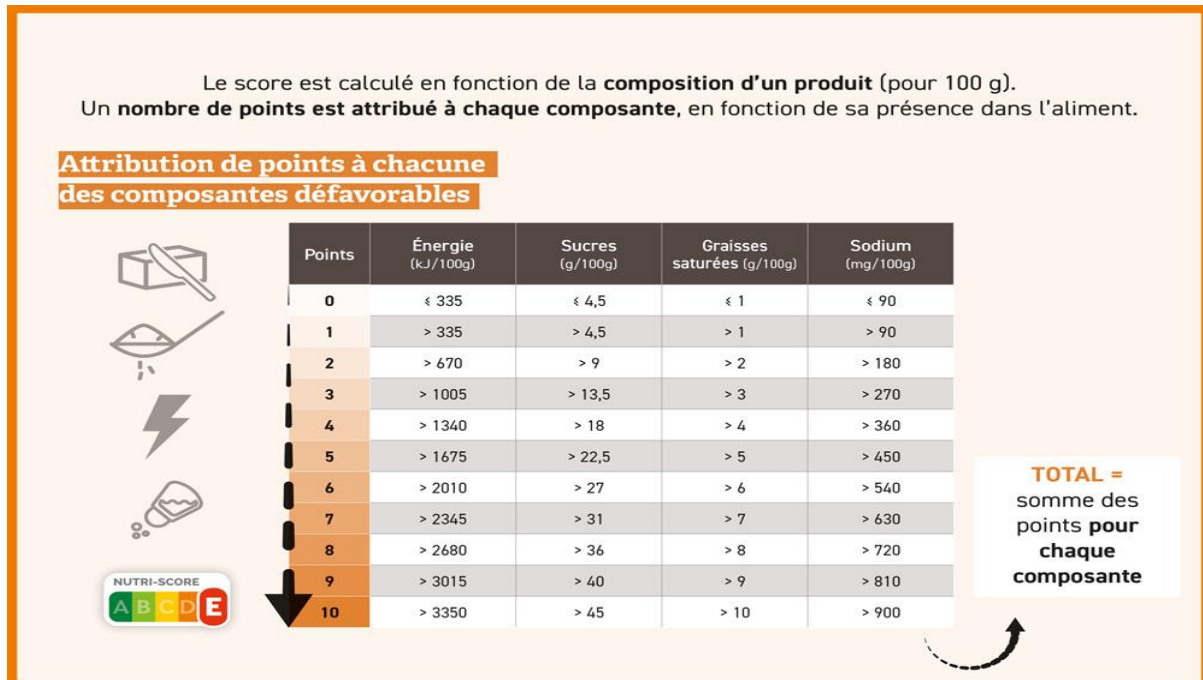 Le score est calculé en fonction de la composition d'un produit (pour 100 g).
Un nombre de points est attribué à chaque composante, en fonction de sa présence dans l'aliment.
Attribution de points à chacune
des composantes défavorables
Points Énergie (kJ/100g) Sucres (g/100g) Graisses saturées (g/100g) Sodium (mg/100g)
0 ≤ 335 ≤ 4,5 ≤ 1 ≤ 90
1 > 335 > 4,5 > 1 > 90
2 > 670 > 9 > 2 > 180
3 > 1005 > 13,5 > 3 > 270
4 > 1340 > 18 > 4 > 360
5 > 1675 > 22,5 > 5 > 450
6 > 2010 > 27 > 6 > 540
7 > 2345 > 31 > 7 > 630
8 > 2680 > 36 > 8 > 720
9 > 3015 > 40 > 9 > 810
10 > 3350 > 45 > 10 > 900
NUTRI-SCORE
A B C D E
TOTAL =
somme des
points pour
chaque
composante